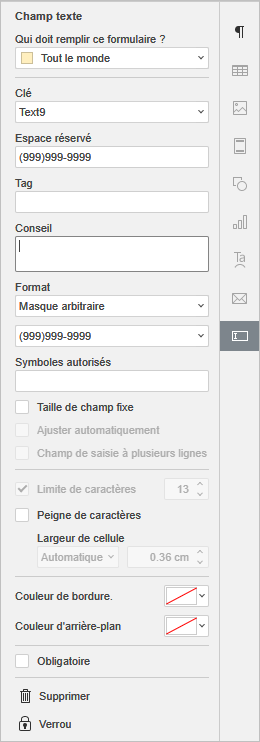 Champ texte
Qui doit remplir ce formulaire ?
Tout le monde
Clé
Text9
Espace réservé
(999)999-9999
Tag
Conseil
Format
Masque arbitraire
(999)999-9999
Symboles autorisés
Taille de champ fixe
Ajuster automatiquement
Champ de saisie à plusieurs lignes
Limite de caractères 13
Peigne de caractères
Largeur de cellule
Automatique 0.36 cm
Couleur de bordure.
Couleur d'arrière-plan
Obligatoire
Supprimer
Verrou
Ta